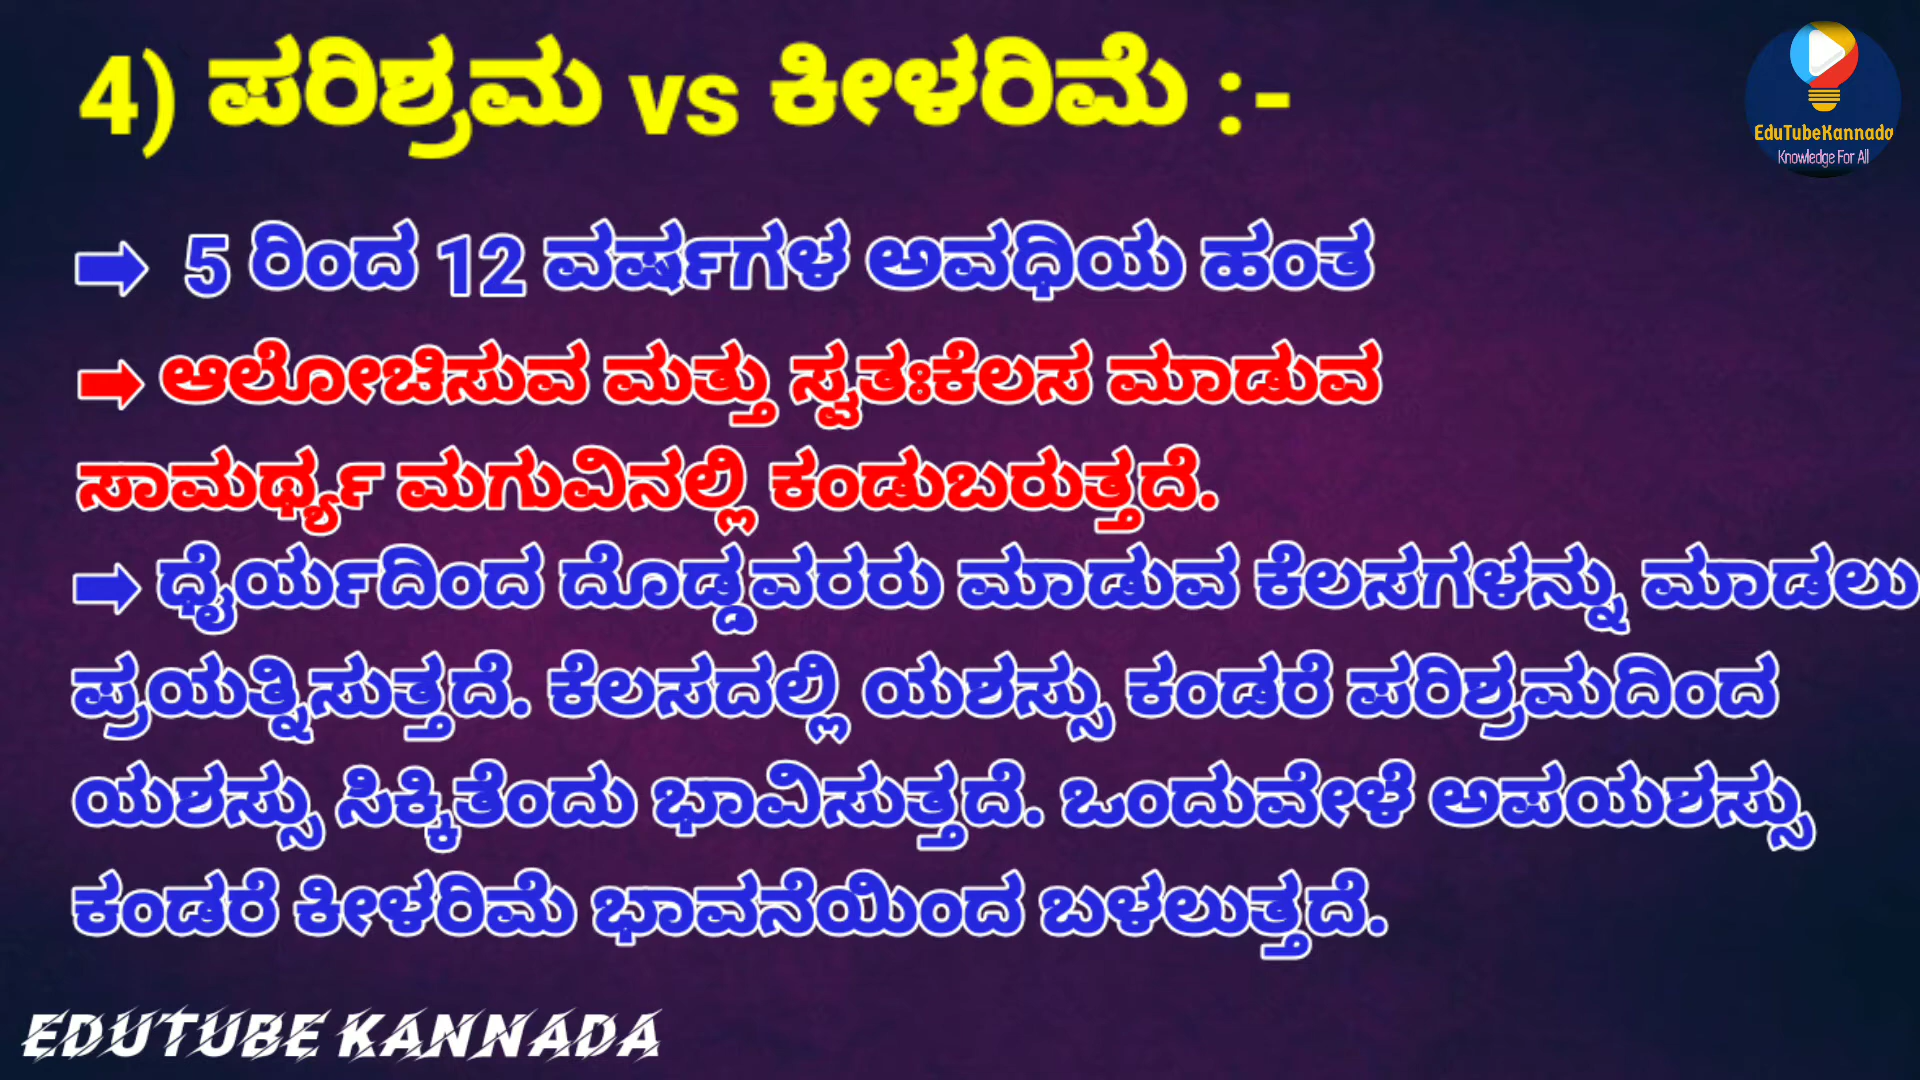 4) ಪರಿಶ್ರಮ vs ಕೀಳರಿಮೆ :-
EduTubeKannada
Knowledge For All
➡ 5 ರಿಂದ 12 ವರ್ಷಗಳ ಅವಧಿಯ ಹಂತ
➡ ಆಲೋಚಿಸುವ ಮತ್ತು ಸ್ವತಃಕೆಲಸ ಮಾಡುವ
ಸಾಮರ್ಥ್ಯ ಮಗುವಿನಲ್ಲಿ ಕಂಡುಬರುತ್ತದೆ.
➡ ಧೈರ್ಯದಿಂದ ದೊಡ್ಡವರರು ಮಾಡುವ ಕೆಲಸಗಳನ್ನು ಮಾಡಲು
ಪ್ರಯತ್ನಿಸುತ್ತದೆ. ಕೆಲಸದಲ್ಲಿ ಯಶಸ್ಸು ಕಂಡರೆ ಪರಿಶ್ರಮದಿಂದ
ಯಶಸ್ಸು ಸಿಕ್ಕಿತೆಂದು ಭಾವಿಸುತ್ತದೆ. ಒಂದುವೇಳೆ ಅಪಯಶಸ್ಸು
ಕಂಡರೆ ಕೀಳರಿಮೆ ಭಾವನೆಯಿಂದ ಬಳಲುತ್ತದೆ.
EDUTUBE KANNADA